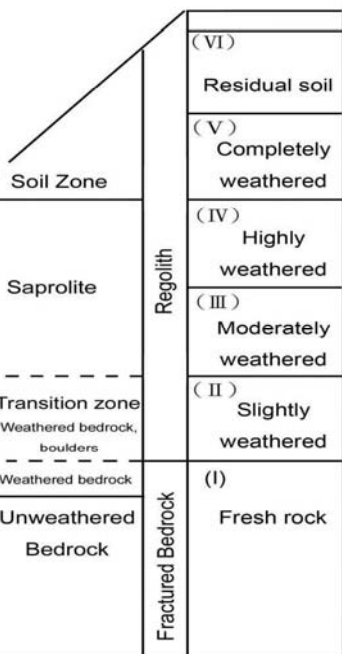 Soil Zone
Saprolite
Transition zone
Weathered bedrock,
boulders
Weathered bedrock
Unweathered
Bedrock
Regolith
Fractured Bedrock
(VI)
Residual soil
(V)
Completely
weathered
(IV)
Highly
weathered
(III)
Moderately
weathered
(II)
Slightly
weathered
(I)
Fresh rock